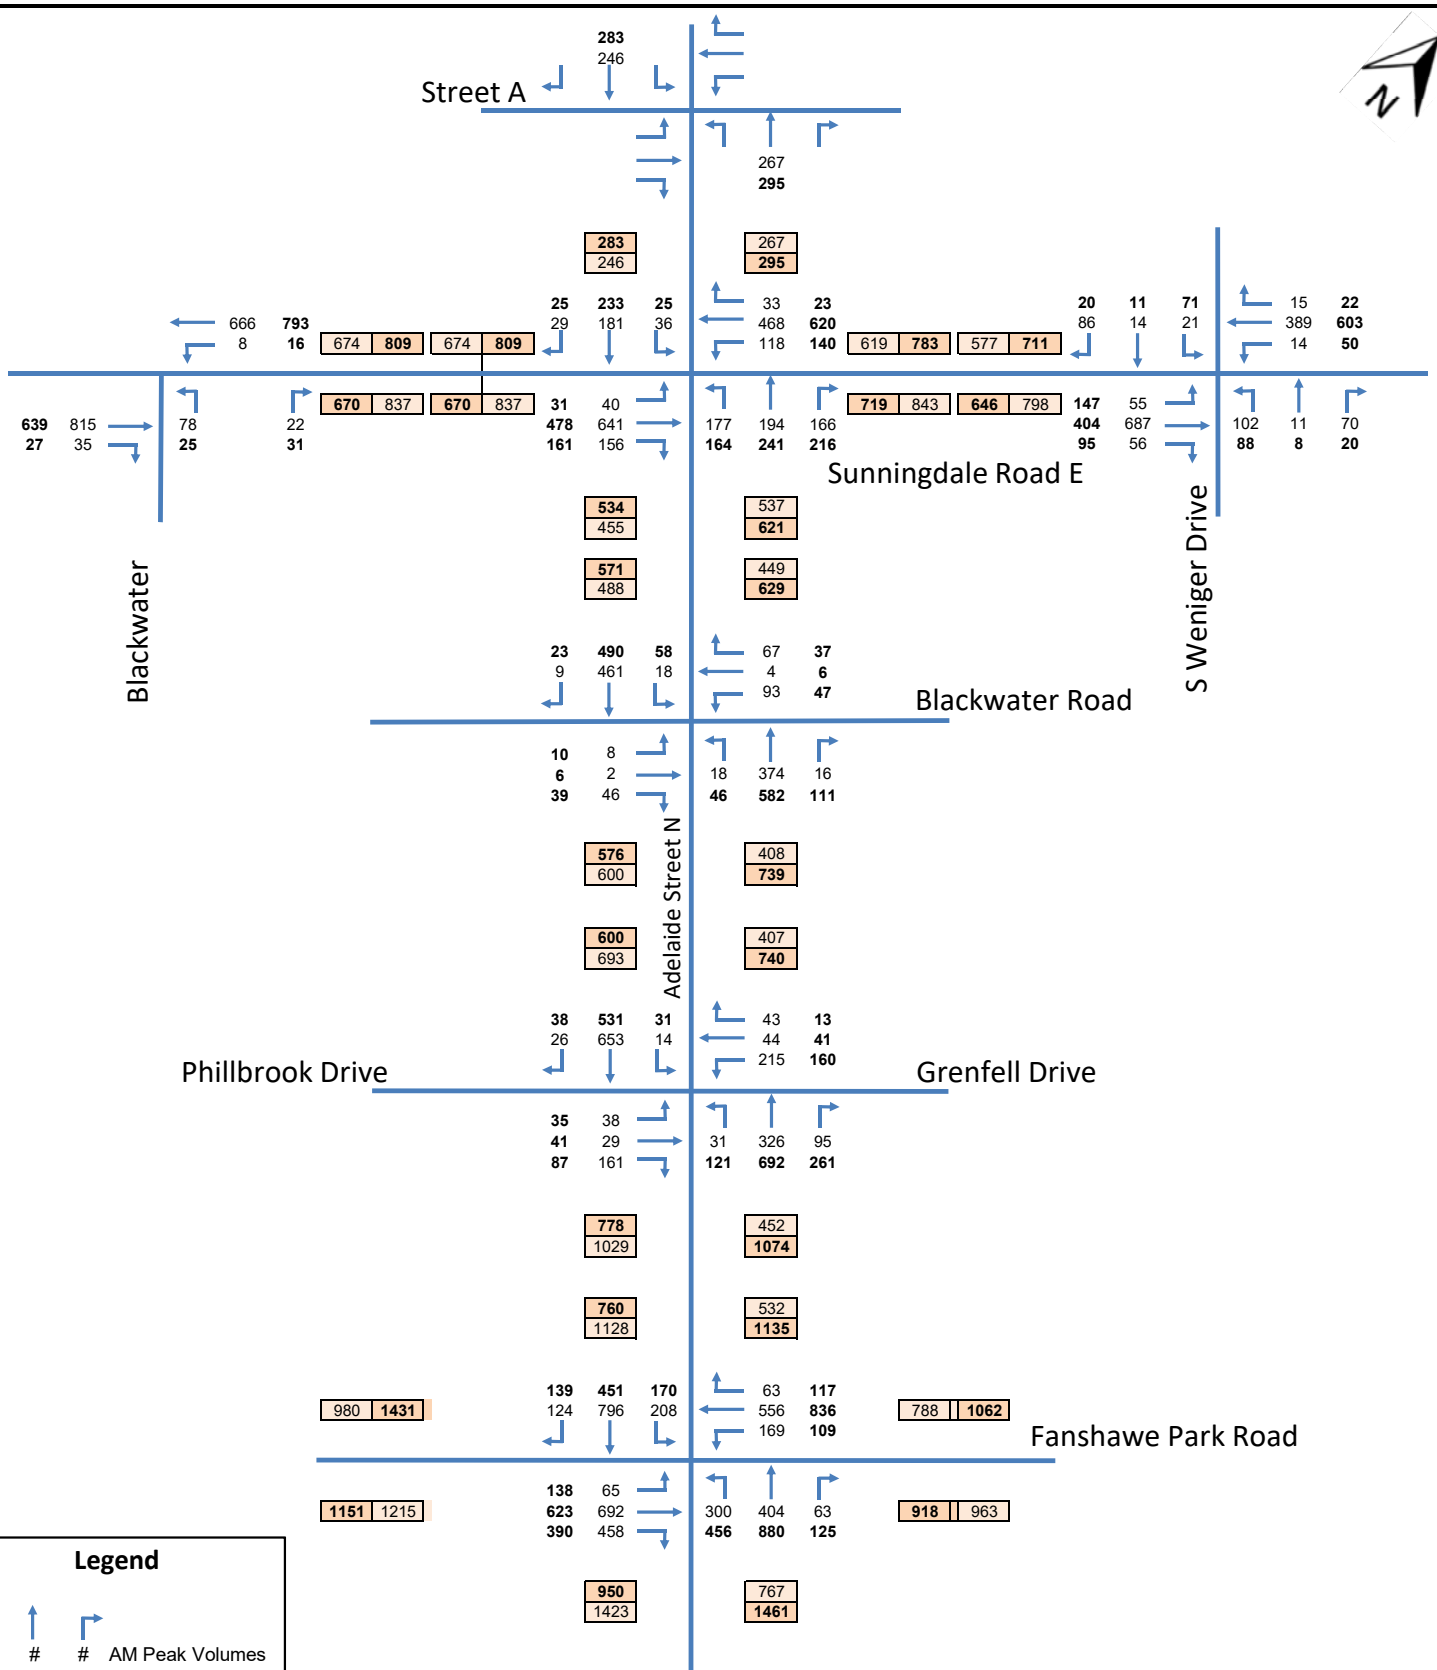 283
246
Street A
N
267
295
283
246
267
295
25 233 25 33 23 20 11 71 15 22
666 793 29 181 36 468 620 86 14 21 389 603
8 16 674 809 674 809 118 140 619 783 577 711 14 50
670 837 670 837 31 40 719 843 646 798 147 55
639 815 78 22 478 641 177 194 166 404 687 102 11 70
27 35 25 31 161 156 164 241 216 95 56 88 8 20
Sunningdale Road E
534 537
455 621
571 449
488 629
Blackwater
S Weniger Drive
23 490 58 67 37
9 461 18 4 6
93 47
Blackwater Road
10 8
6 2 18 374 16
39 46 46 582 111
Adelaide Street N
576 408
600 739
600 407
693 740
38 531 31 43 13
26 653 14 44 41
215 160
Phillbrook Drive Grenfell Drive
35 38
41 29 31 326 95
87 161 121 692 261
778 452
1029 1074
760 532
1128 1135
139 451 170 63 117
980 1431 124 796 208 556 836 788 1062
169 109
Fanshawe Park Road
138 65
1151 1215 623 692 300 404 63 918 963
390 458 456 880 125
950 767
1423 1461
Legend
# # AM Peak Volumes